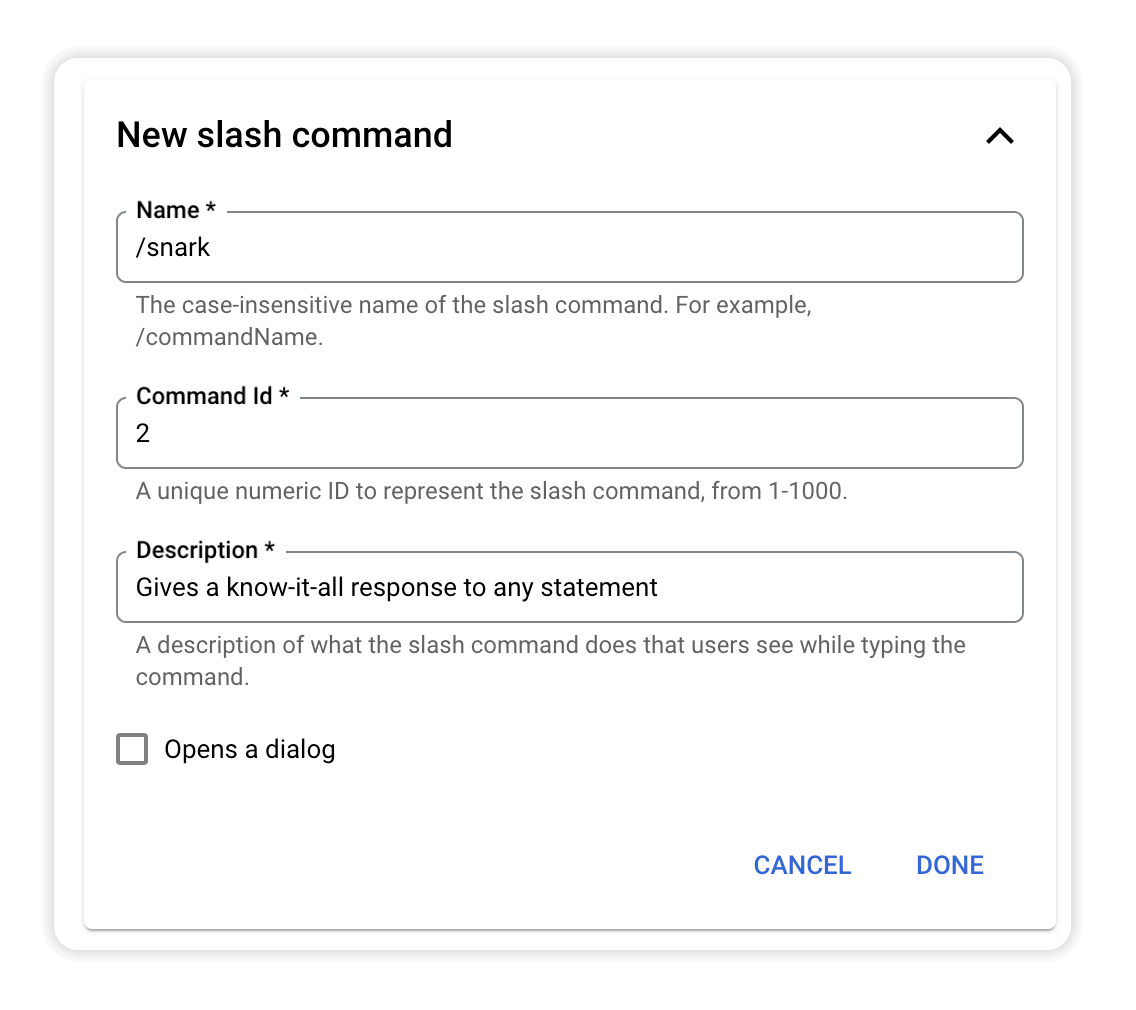 New slash command
Name *
/snark
The case-insensitive name of the slash command. For example,
/commandName.
Command Id *
2
A unique numeric ID to represent the slash command, from 1-1000.
Description *
Gives a know-it-all response to any statement
A description of what the slash command does that users see while typing the
command.
Opens a dialog
CANCEL DONE